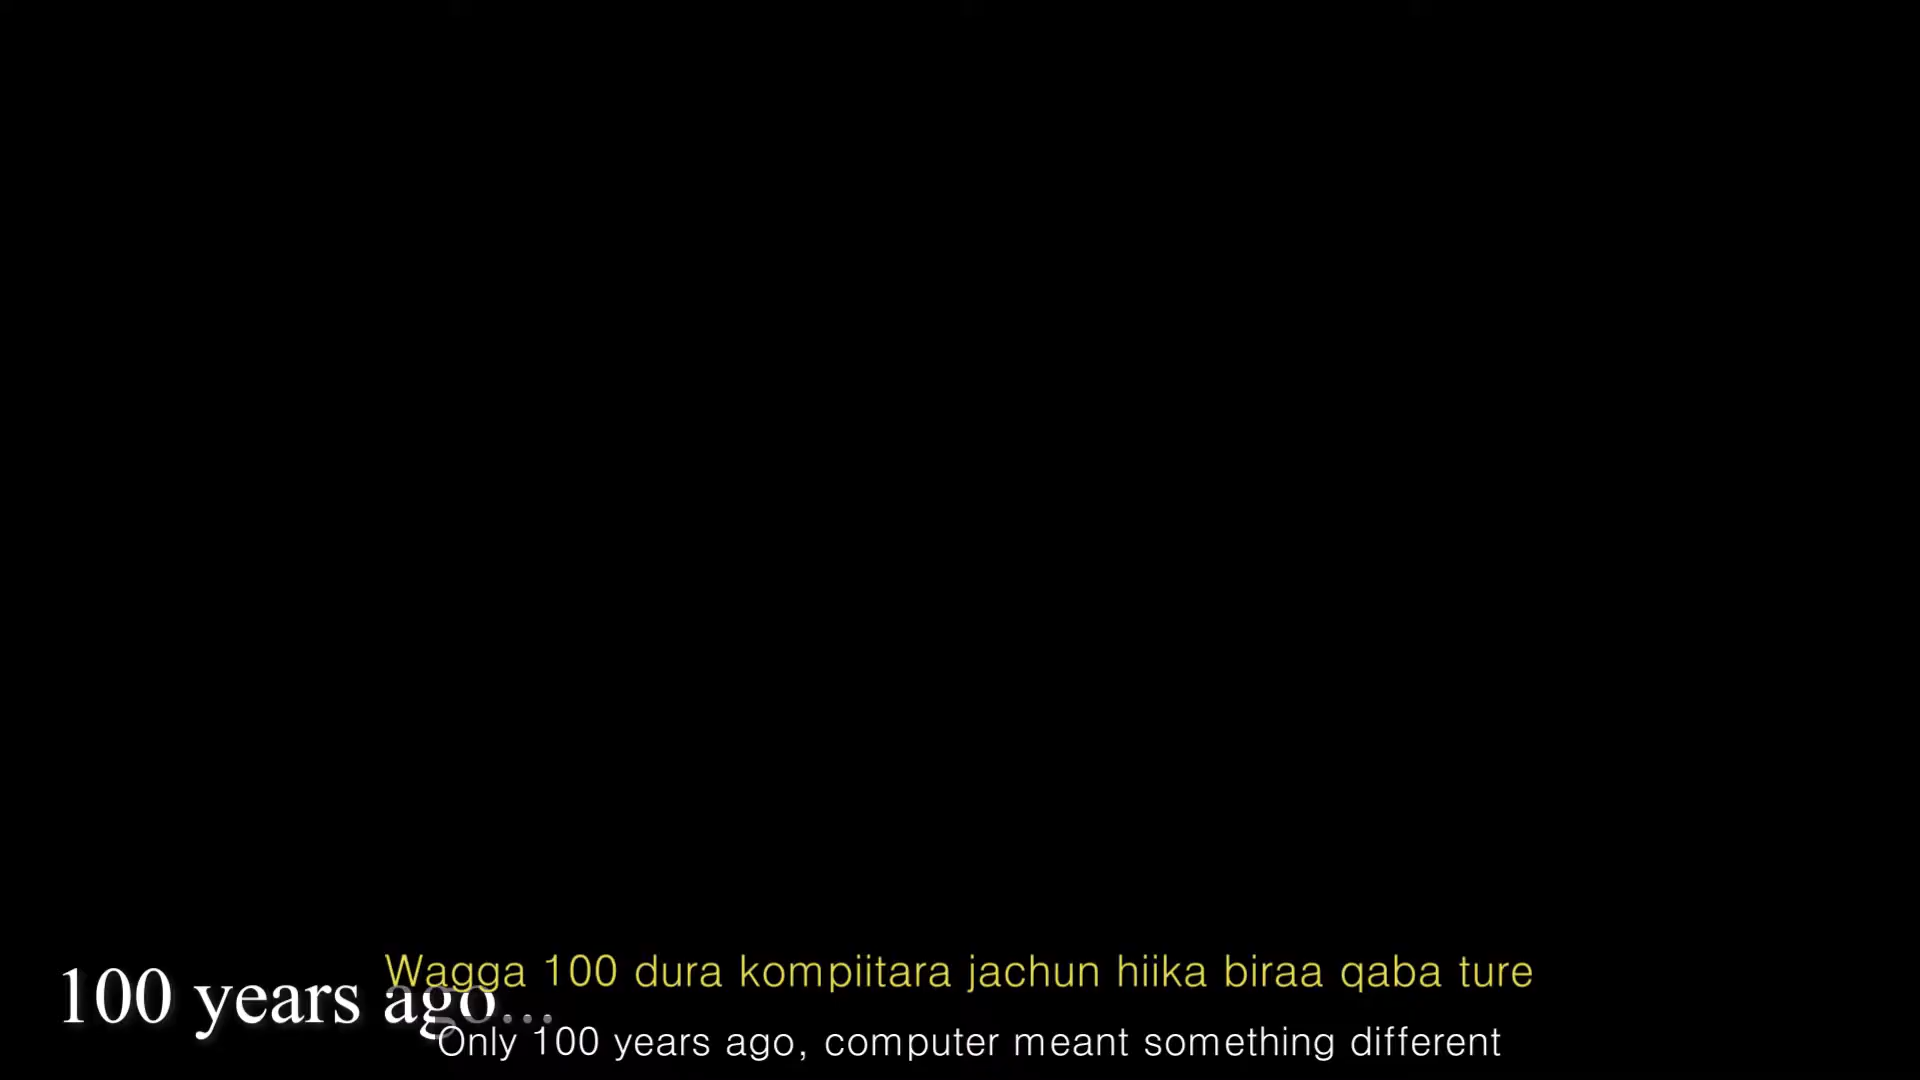 Wagga 100 dura kompiitara jachun hiika biraa qaba ture
100 years ago...
Only 100 years ago, computer meant something different